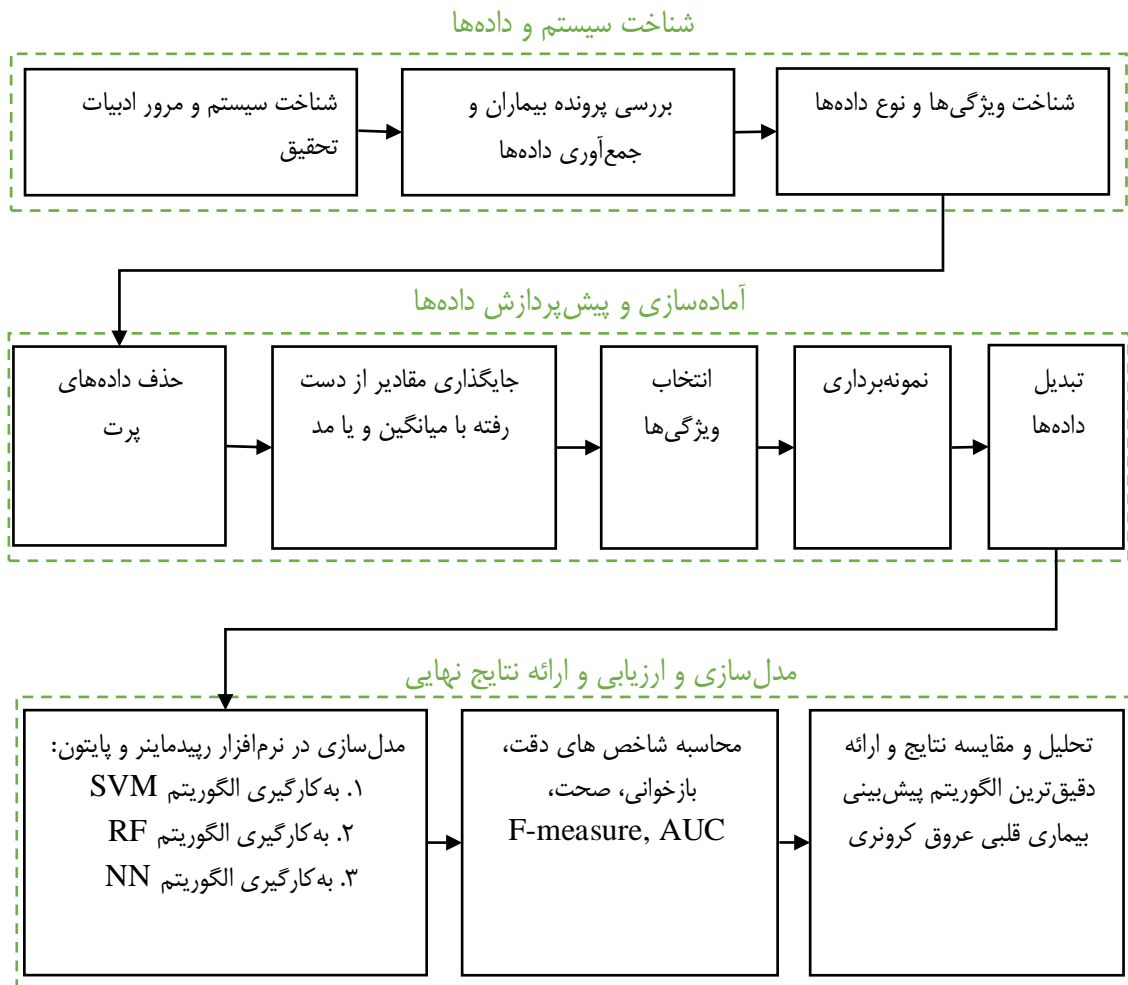 شناخت سیستم و داده‌ها
شناخت سیستم و مرور ادبیات
تحقیق
بررسی پرونده بیماران و
جمع‌آوری داده‌ها
شناخت ویژگی‌ها و نوع داده‌ها
آماده‌سازی و پیش‌پردازش داده‌ها
حذف داده‌های
پرت
جایگذاری مقادیر از دست
رفته با میانگین و یا مد
انتخاب
ویژگی‌ها
نمونه‌برداری
تبدیل
داده‌ها
مدل‌سازی و ارزیابی و ارائه نتایج نهایی
مدل‌سازی در نرم‌افزار رپیدماینر و پایتون:
۱. به‌کارگیری الگوریتم SVM
۲. به‌کارگیری الگوریتم RF
۳. به‌کارگیری الگوریتم NN
محاسبه شاخص های دقت،
بازخوانی، صحت،
F-measure, AUC
تحلیل و مقایسه نتایج و ارائه
دقیق‌ترین الگوریتم پیش‌بینی
بیماری قلبی عروق کرونری